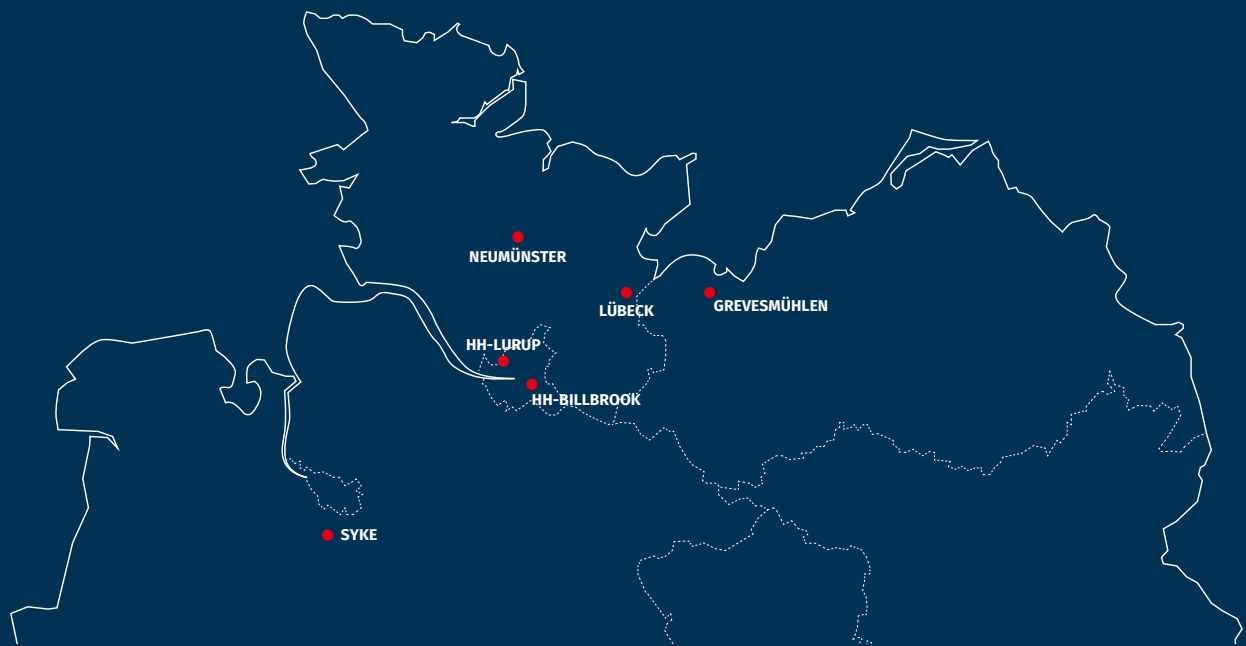 NEUMÜNSTER
LÜBECK
GREVESMÜHLEN
HH-LURUP
HH-BILLBROOK
SYKE